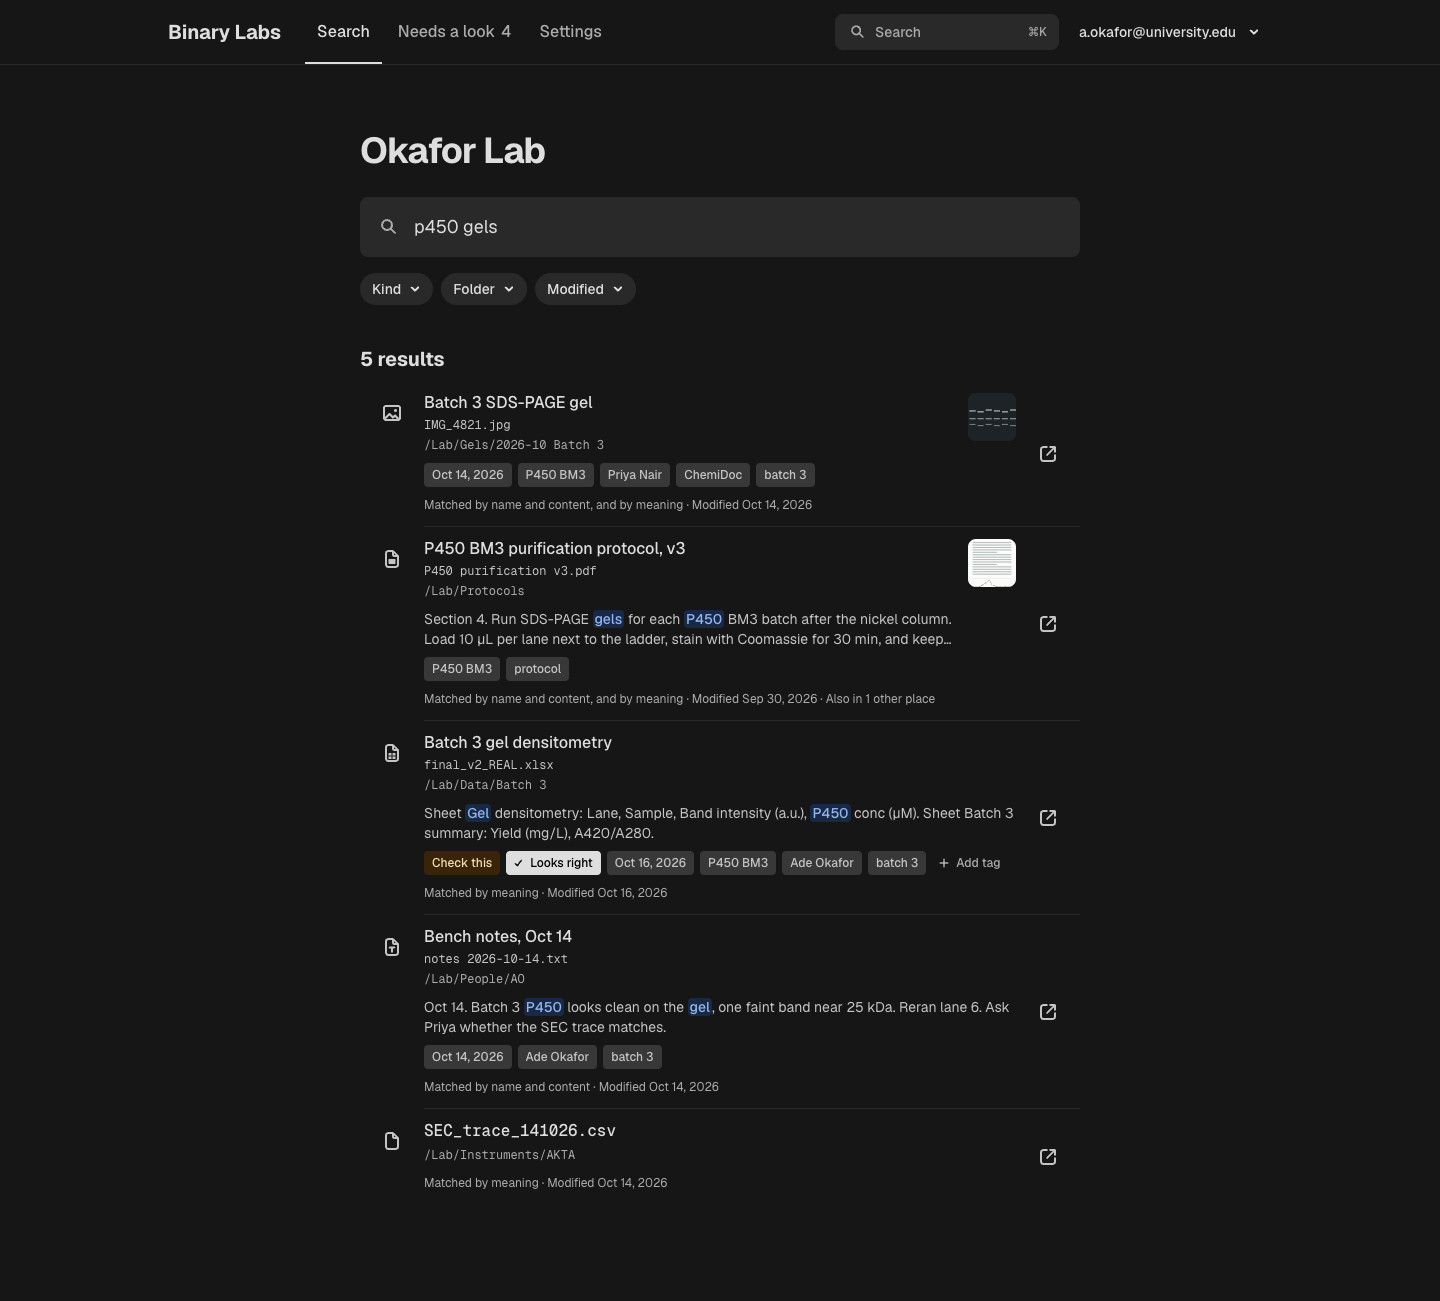 Binary Labs Search Needs a look 4 Settings Search ⌘K a.okafor@university.edu
Okafor Lab
p450 gels
Kind Folder Modified
5 results
Batch 3 SDS-PAGE gel
IMG_4821.jpg
/Lab/Gels/2026-10 Batch 3
Oct 14, 2026 P450 BM3 Priya Nair ChemiDoc batch 3
Matched by name and content, and by meaning · Modified Oct 14, 2026
P450 BM3 purification protocol, v3
P450 purification v3.pdf
/Lab/Protocols
Section 4. Run SDS-PAGE gels for each P450 BM3 batch after the nickel column.
Load 10 µL per lane next to the ladder, stain with Coomassie for 30 min, and keep…
P450 BM3 protocol
Matched by name and content, and by meaning · Modified Sep 30, 2026 · Also in 1 other place
Batch 3 gel densitometry
final_v2_REAL.xlsx
/Lab/Data/Batch 3
Sheet Gel densitometry: Lane, Sample, Band intensity (a.u.), P450 conc (µM). Sheet Batch 3
summary: Yield (mg/L), A420/A280.
Check this Looks right Oct 16, 2026 P450 BM3 Ade Okafor batch 3 Add tag
Matched by meaning · Modified Oct 16, 2026
Bench notes, Oct 14
notes 2026-10-14.txt
/Lab/People/AO
Oct 14. Batch 3 P450 looks clean on the gel, one faint band near 25 kDa. Reran lane 6. Ask
Priya whether the SEC trace matches.
Oct 14, 2026 Ade Okafor batch 3
Matched by name and content · Modified Oct 14, 2026
SEC_trace_141026.csv
/Lab/Instruments/AKTA
Matched by meaning · Modified Oct 14, 2026